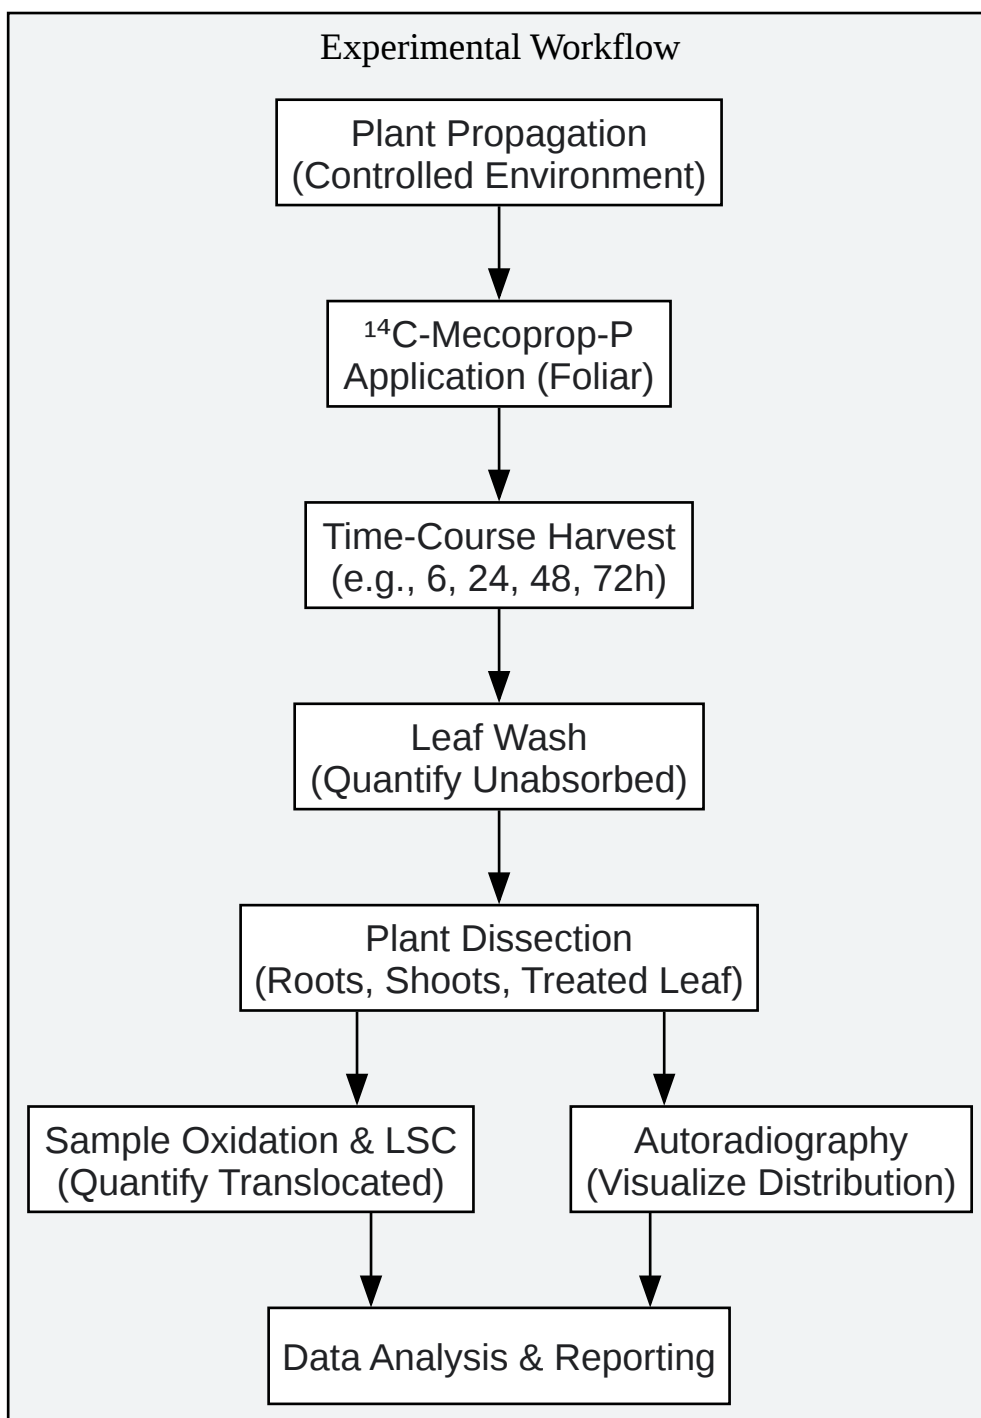 Experimental Workflow
Plant Propagation
(Controlled Environment)
¹⁴C-Mecoprop-P
Application (Foliar)
Time-Course Harvest
(e.g., 6, 24, 48, 72h)
Leaf Wash
(Quantify Unabsorbed)
Plant Dissection
(Roots, Shoots, Treated Leaf)
Sample Oxidation & LSC
(Quantify Translocated)
Autoradiography
(Visualize Distribution)
Data Analysis & Reporting